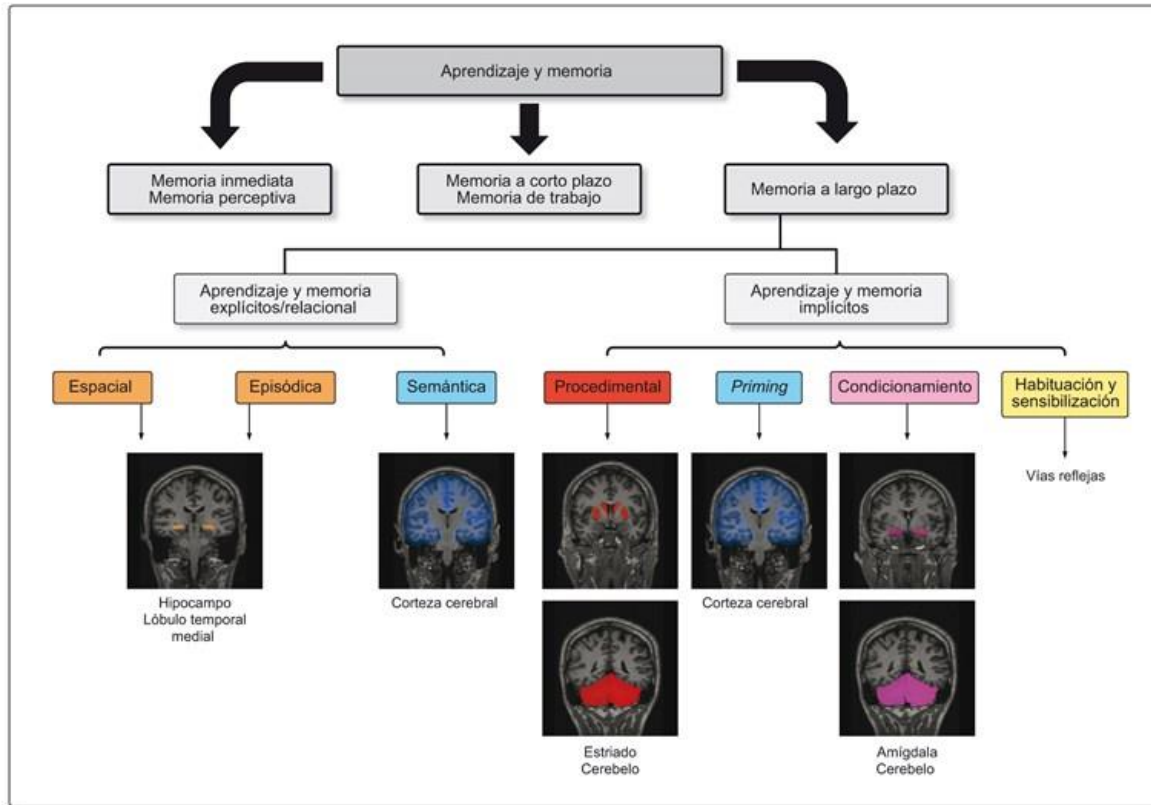 Aprendizaje y memoria
Memoria inmediata
Memoria perceptiva
Memoria a corto plazo
Memoria de trabajo
Memoria a largo plazo
Aprendizaje y memoria
explícitos/relacional
Aprendizaje y memoria
implícitos
Espacial
Episódica
Semántica
Procedimental
Priming
Condicionamiento
Habituación y
sensibilización
Vías reflejas
Hipocampo
Lóbulo temporal
medial
Corteza cerebral
Corteza cerebral
Estriado
Cerebelo
Amígdala
Cerebelo